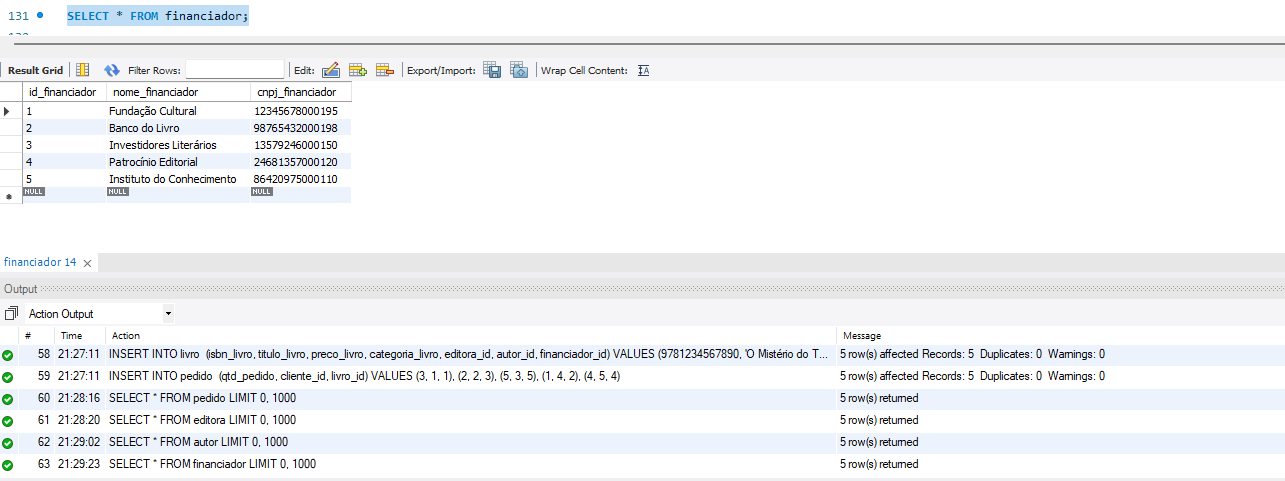 131 SELECT * FROM financiador;
Result Grid Filter Rows: Edit: Export/Import: Wrap Cell Content:
id_financiador nome_financiador cnpj_financiador
1 Fundação Cultural 12345678000195
2 Banco do Livro 98765432000198
3 Investidores Literários 13579246000150
4 Patrocínio Editorial 24681357000120
5 Instituto do Conhecimento 86420975000110
NULL NULL NULL
financiador 14
Output
Action Output
# Time Action Message
58 21:27:11 INSERT INTO livro (isbn_livro, titulo_livro, preco_livro, categoria_livro, editora_id, autor_id, financiador_id) VALUES (9781234567890, 'O Mistério do T... 5 row(s) affected Records: 5 Duplicates: 0 Warnings: 0
59 21:27:11 INSERT INTO pedido (qtd_pedido, cliente_id, livro_id) VALUES (3, 1, 1), (2, 2, 3), (5, 3, 5), (1, 4, 2), (4, 5, 4) 5 row(s) affected Records: 5 Duplicates: 0 Warnings: 0
60 21:28:16 SELECT * FROM pedido LIMIT 0, 1000 5 row(s) returned
61 21:28:20 SELECT * FROM editora LIMIT 0, 1000 5 row(s) returned
62 21:29:02 SELECT * FROM autor LIMIT 0, 1000 5 row(s) returned
63 21:29:23 SELECT * FROM financiador LIMIT 0, 1000 5 row(s) returned